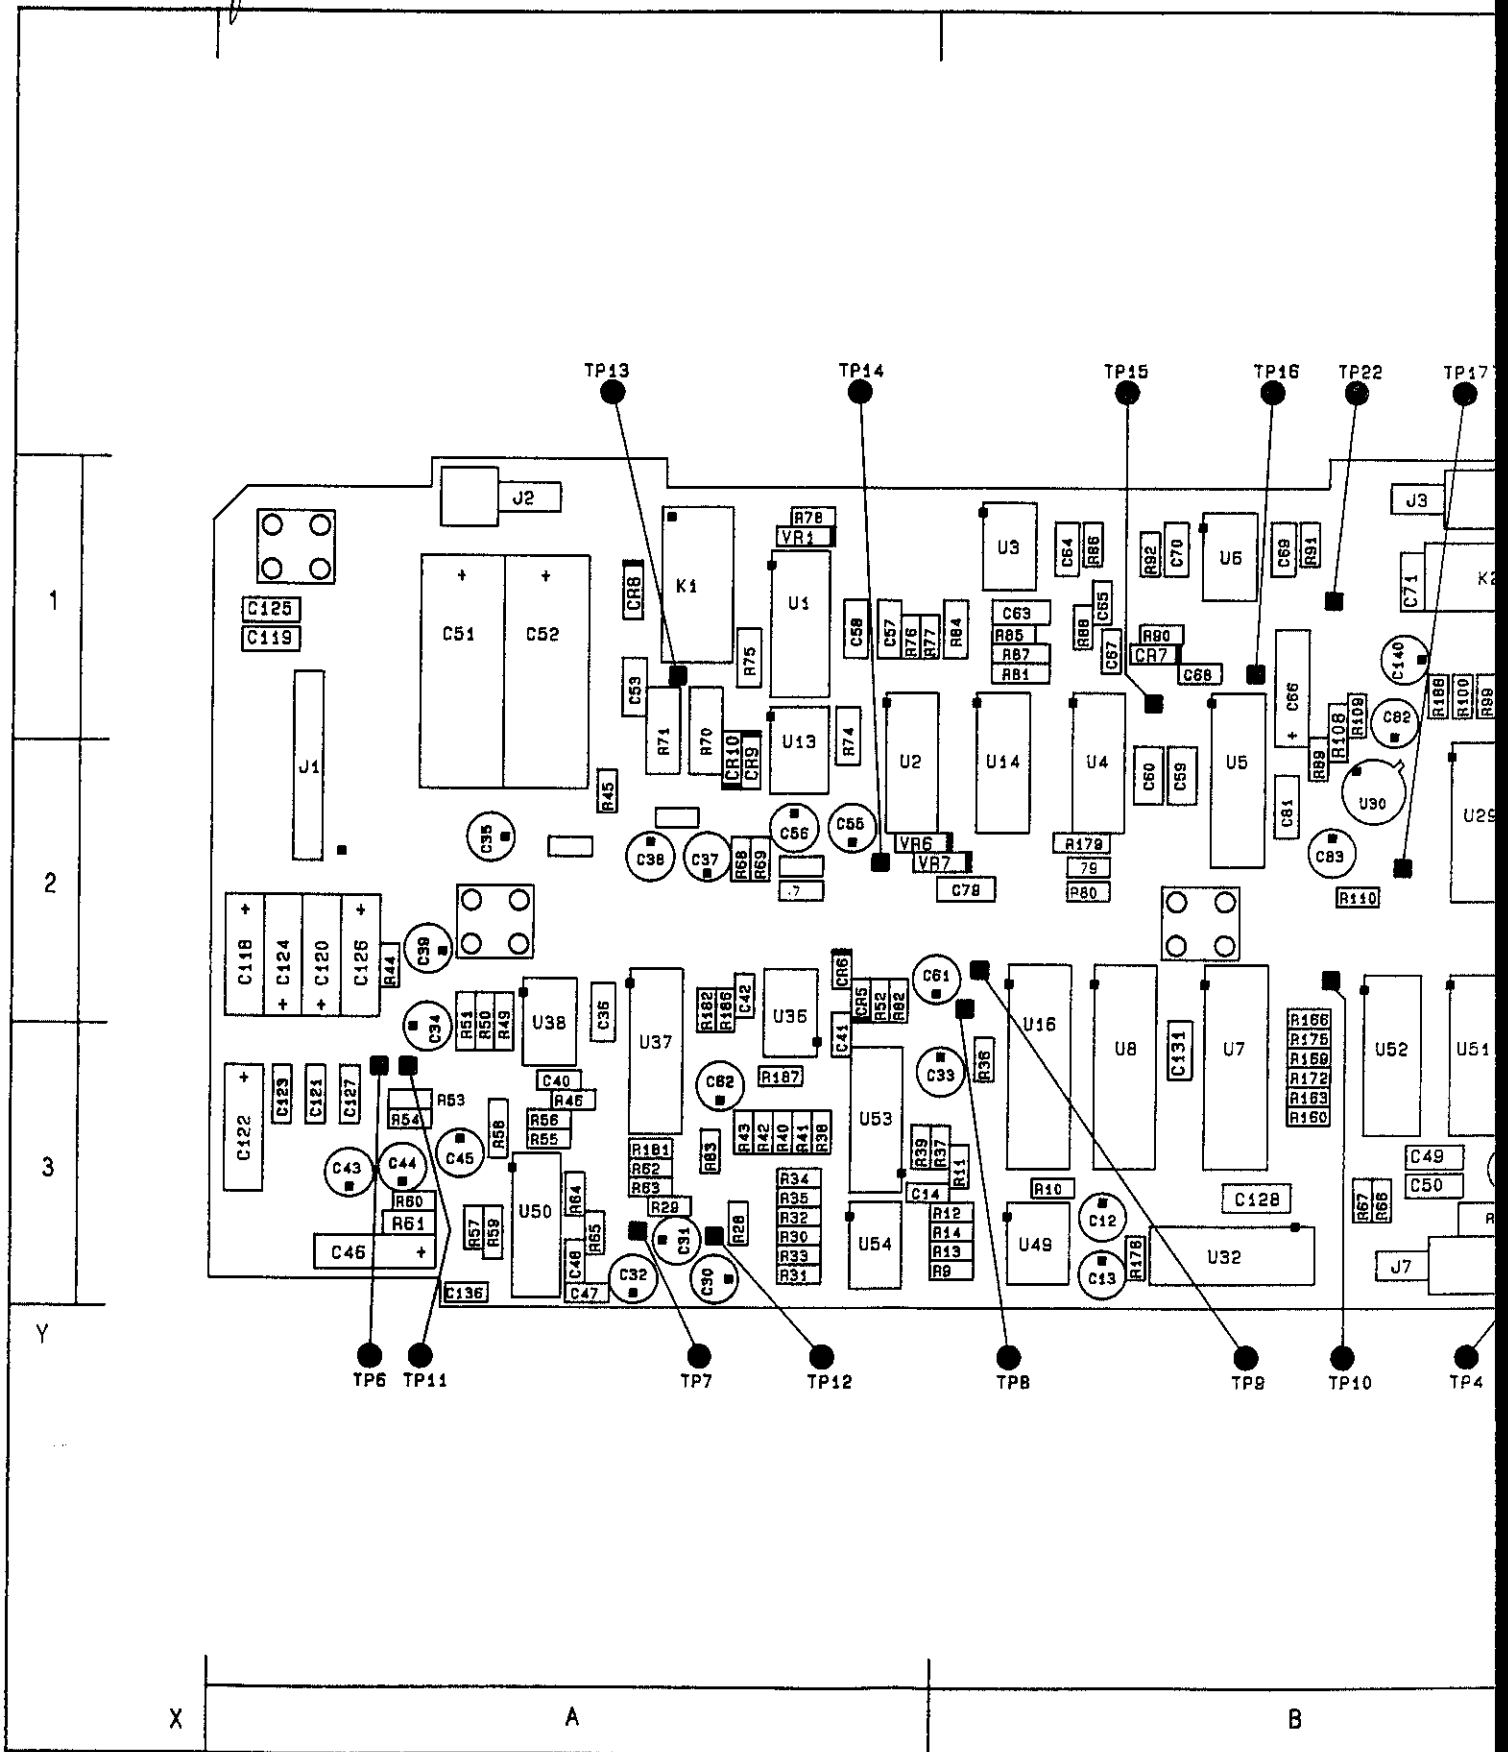 TP13 TP14 TP15 TP16 TP22 TP17
J2 J3
R78
VR1
U3 C64 R86 R92 C70 U6 C69 R91
+ + CR8 K1 U1 C71
1
C125
C119
C51 C52 C58 C57 R76 R77 R84
C63 R88 C65
R85 R90
R87 C67 CR7
R81 C68
R75 C53 C140
C66 + R108 R109 C82 R188 R100 R99
R71 R70 CR10 CR9 U13 R74
J1 U2 U14 U4 C60 C59 U5 R89
R45 C81 U30 U29
C35 C38 C37 R68 R69 C56 C55
VR6 R179 C83
VR7 79
2
.7 C79 R80 R110
+ +
C118 C124 C120 C126 R44 C39
+ +
CR6 C61
C34 R51 R50 R49 U38 C36 U37 R182 R186 C42 U35 CR5 R52 R82
C41 U16 U8 C131 U7 U52 U51
R166
R175
R169
R172
R163
R160
+ C123 C121 C127 C40 C62 R187 C33 R36
R53 R46
R54 R58 R56 R43 R42 R40 R41 R38 U53
R55
C122
3
C43 C44 C45 R181 R83 R39 R37 R11 C49
R62 R34
R60 R64 R63 R35 C14 R10 C50
R61 U50 R29 R32 R12 C128 R67 R66
C46 + R57 R59 R65 C31 R28 R30 U54 R14 U49 C12
C48 R33 R13 R178 U32 J7
C32 C30 R31 R9 C13
C136 C47
Y
TP6 TP11 TP7 TP12 TP8 TP9 TP10 TP4
X A B